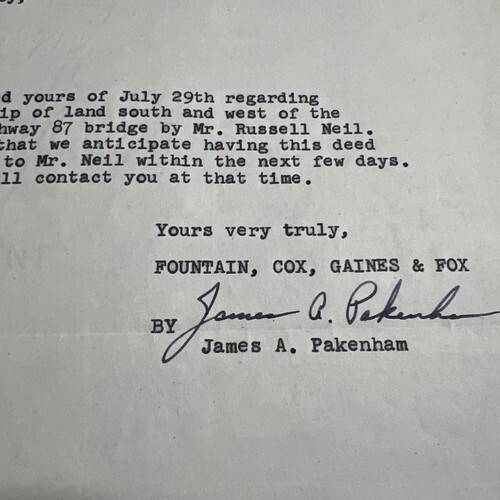 d yours of July 29th regarding
ip of land south and west of the
hway 87 bridge by Mr. Russell Neil.
that we anticipate having this deed
to Mr. Neil within the next few days.
ll contact you at that time.
Yours very truly,
FOUNTAIN, COX, GAINES & FOX
BY James A. Pakenham
James A. Pakenham